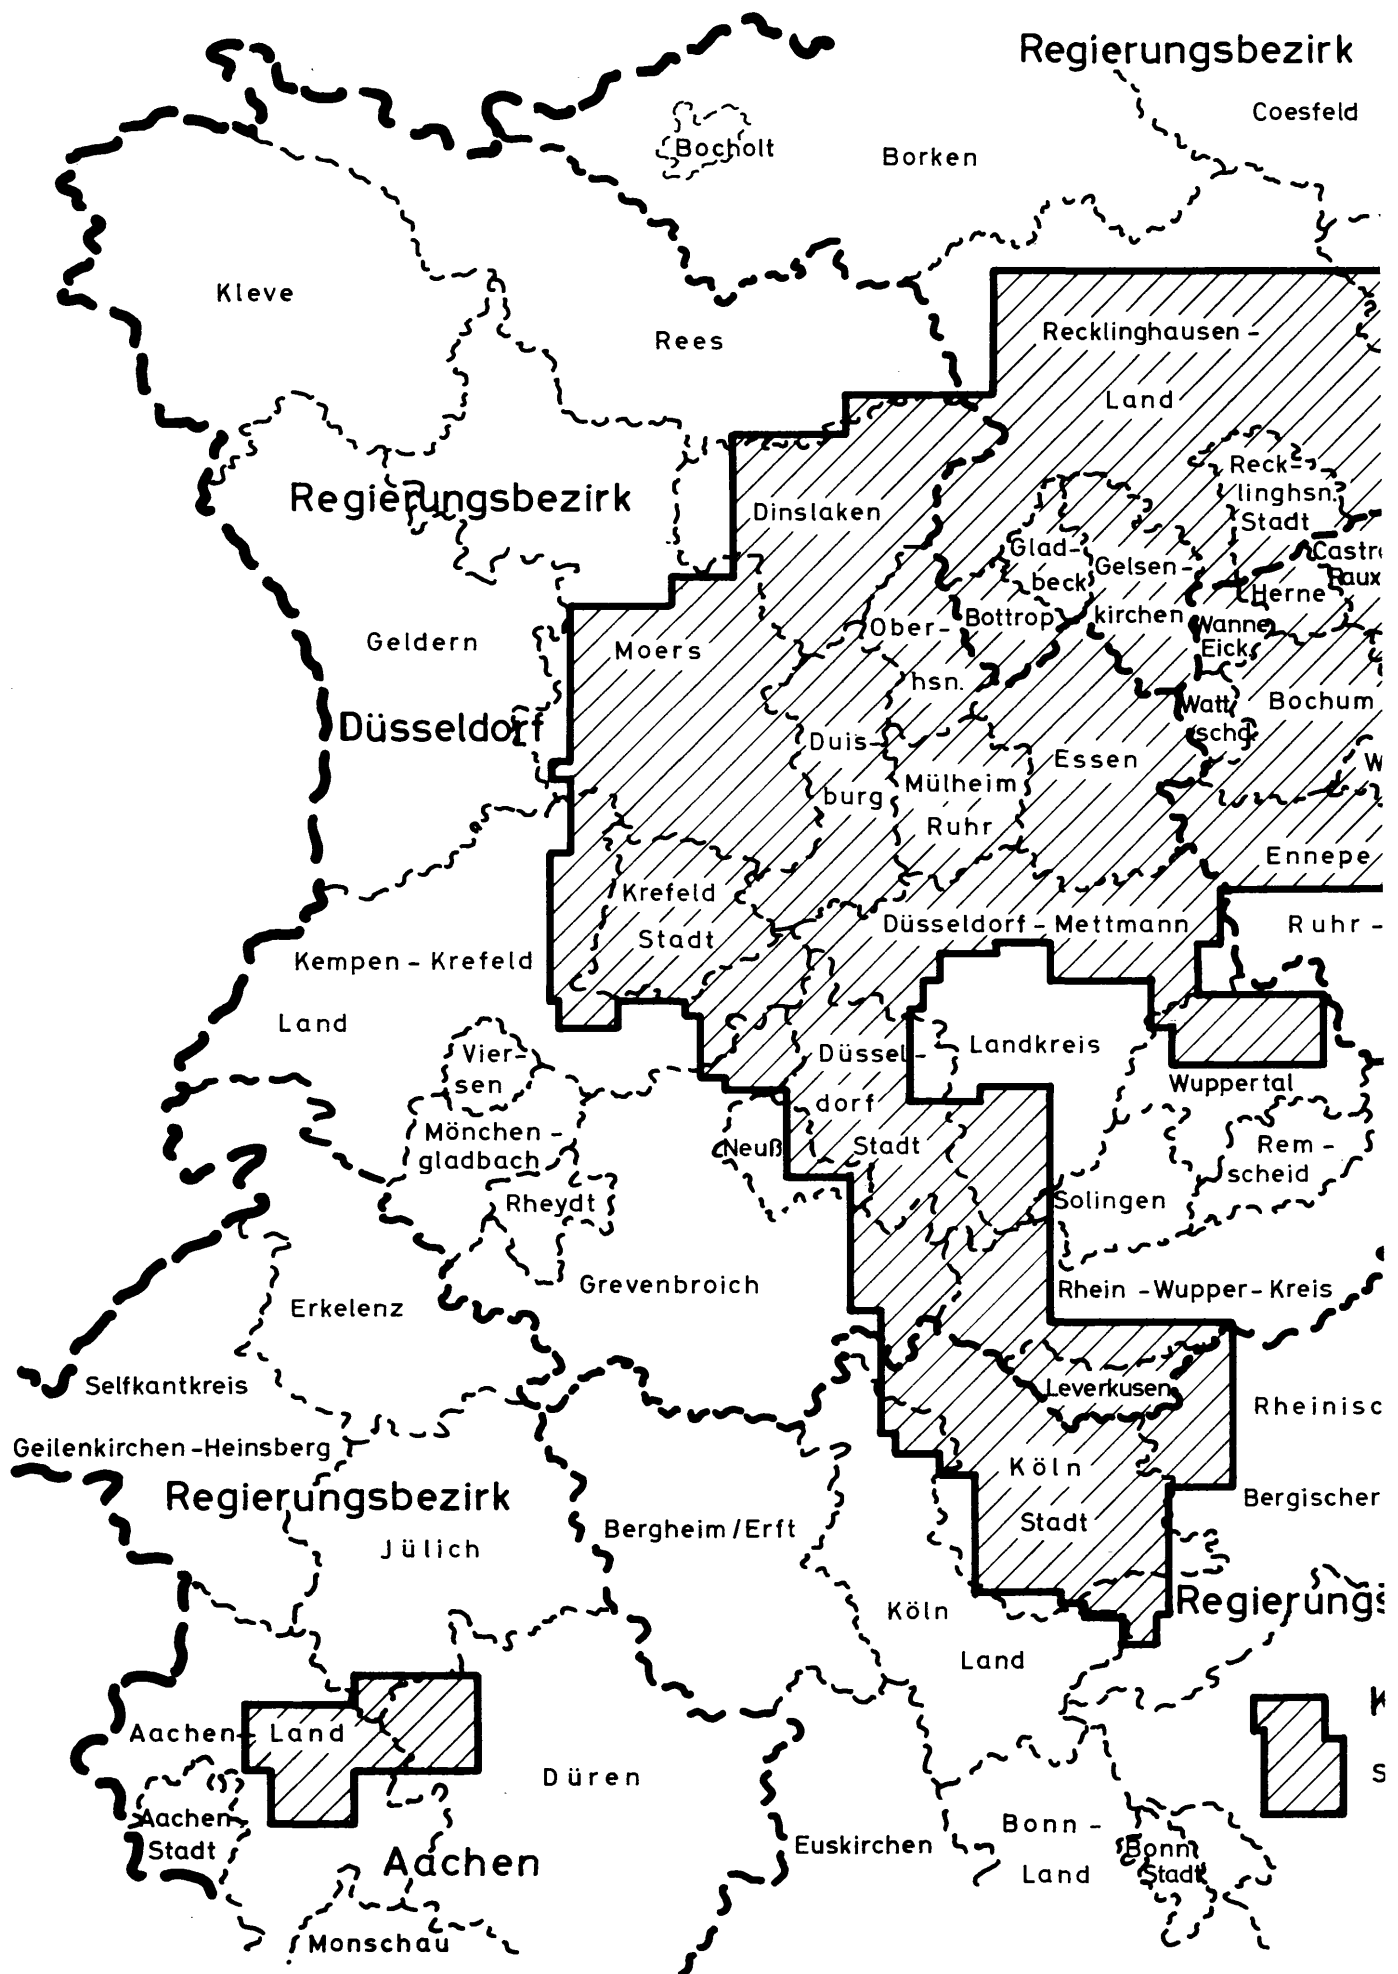 Regierungsbezirk
Coesfeld
Bocholt
Borken
Kleve
Rees
Recklinghausen -
Land
Reck-
linghsn.
Stadt
Regierungsbezirk
Dinslaken
Glad-
beck
Gelsen-
kirchen
Castr
Raux
Herne
Bottrop
Ober-
hsn.
Wanne
Eick
Geldern
Moers
Düsseldorf
Watt
schd.
Bochum
Duis-
burg
Essen
W
Mülheim
Ruhr
Ennepe
Krefeld
Stadt
Düsseldorf - Mettmann
Ruhr -
Kempen - Krefeld
Land
Vier-
sen
Düssel-
dorf
Stadt
Landkreis
Wuppertal
Mönchen -
gladbach
Neuß
Rem -
scheid
Rheydt
Solingen
Grevenbroich
Rhein - Wupper - Kreis
Erkelenz
Selfkantkreis
Leverkusen
Rheinisc
Geilenkirchen - Heinsberg
Köln
Stadt
Regierungsbezirk
Bergischer
Jülich
Bergheim / Erft
Regierungs
Köln
Land
Aachen - Land
K
s
Düren
Aachen
Stadt
Bonn -
Land
Bonn
Stadt
Euskirchen
Aachen
Monschau